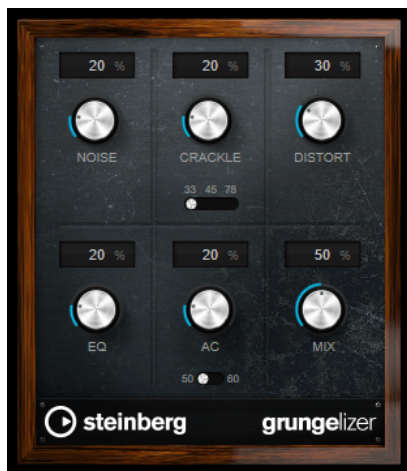 20 % 20 % 30 %
NOISE CRACKLE DISTORT
33 45 78
20 % 20 % 50 %
EQ AC MIX
50 60
steinberg grungelizer